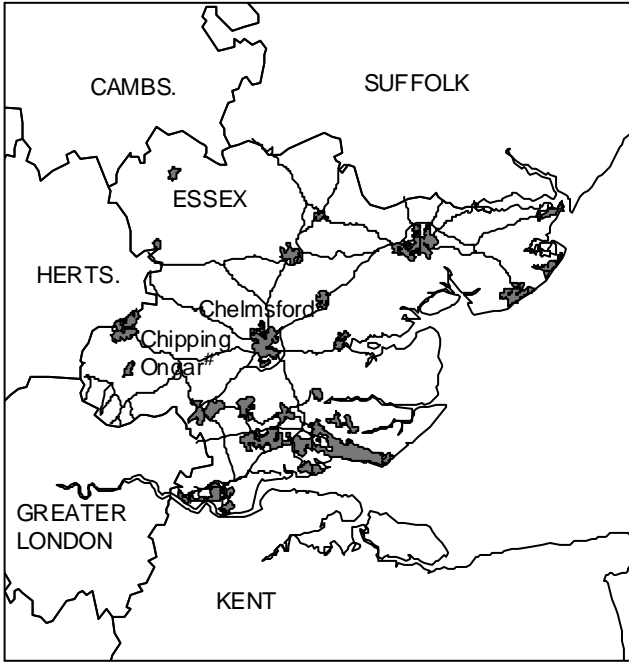 CAMBS.
SUFFOLK
ESSEX
HERTS.
Chelmsford
Chipping
Ongar#
GREATER
LONDON
KENT